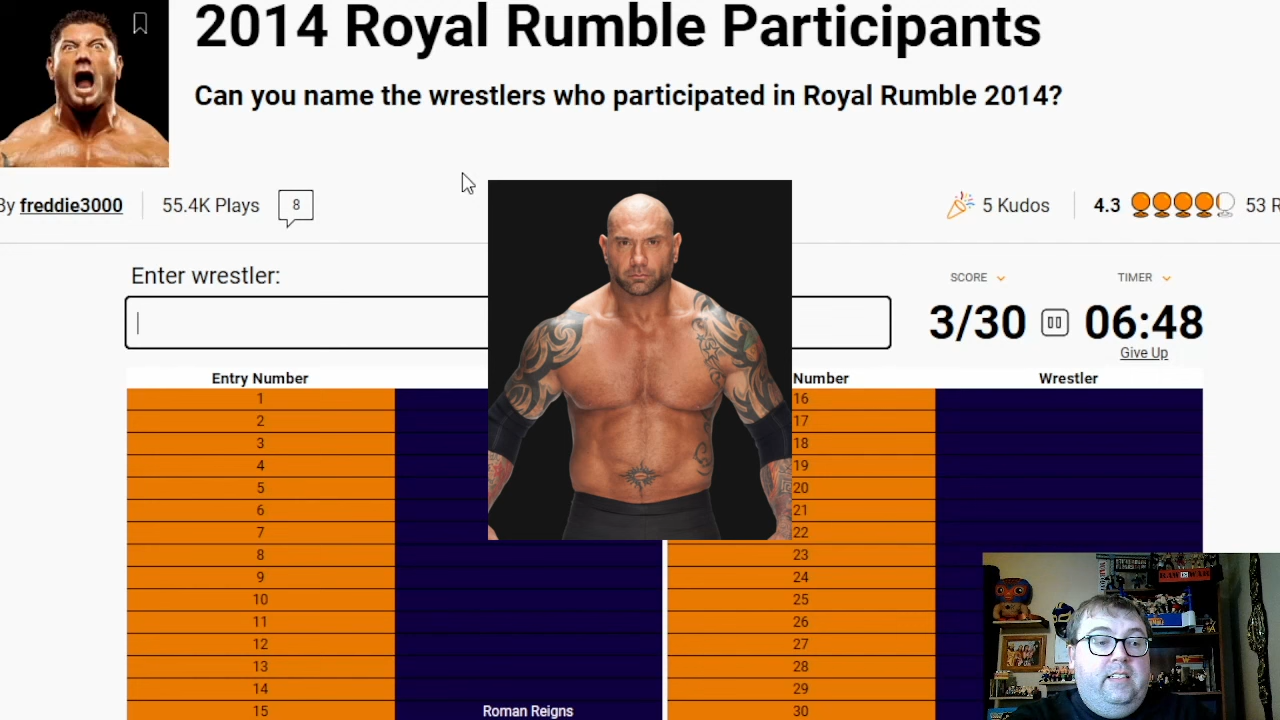 2014 Royal Rumble Participants
Can you name the wrestlers who participated in Royal Rumble 2014?
By freddie3000 55.4K Plays 8 5 Kudos 4.3 53 R
Enter wrestler:
SCORE TIMER
3/30 06:48
Give Up
Entry Number Number Wrestler
1 16
2 17
3 18
4 19
5 20
6 21
7 22
8 23
9 24
10 25
11 26
12 27
13 28
14 29
15 Roman Reigns 30